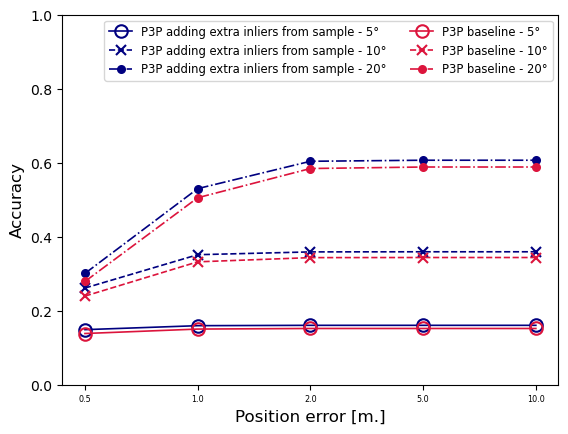 P3P adding extra inliers from sample - 5°
P3P adding extra inliers from sample - 10°
P3P adding extra inliers from sample - 20°
P3P baseline - 5°
P3P baseline - 10°
P3P baseline - 20°
Accuracy
1.0
0.8
0.6
0.4
0.2
0.0
0.5 1.0 2.0 5.0 10.0
Position error [m.]